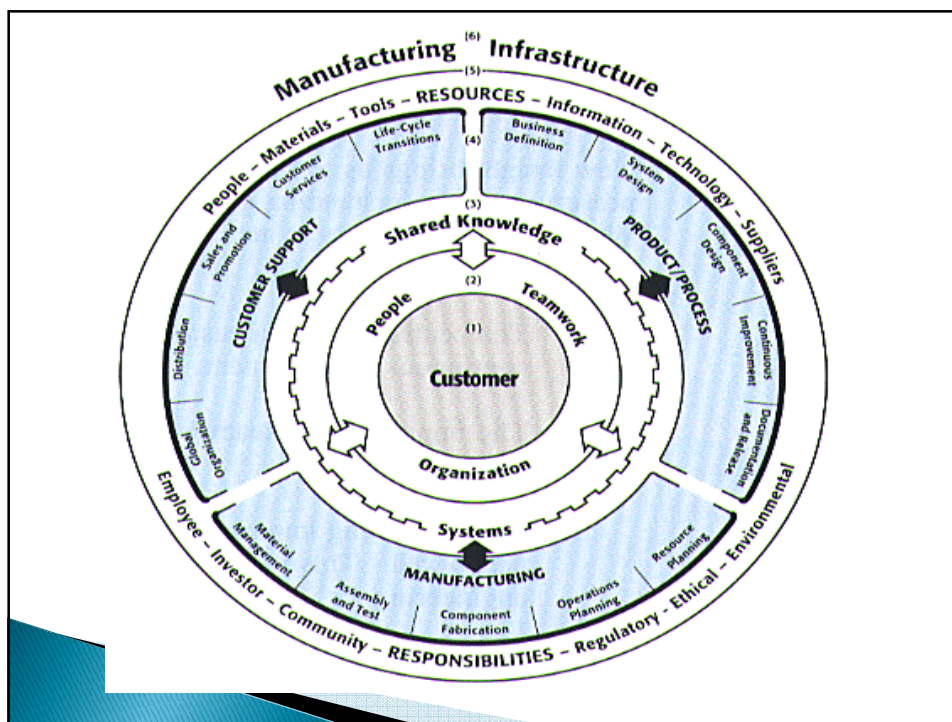 (6)
Manufacturing Infrastructure
(5)
People – Materials – Tools – RESOURCES – Information – Technology – Suppliers
(4)
Life-Cycle
Transitions
Customer
Services
Sales and
Promotion
Distribution
Global
Organization
CUSTOMER SUPPORT
Business
Definition
System
Design
Component
Design
Continuous
Improvement
Documentation
and Release
PRODUCT/PROCESS
(3)
Shared Knowledge
(2)
People
Teamwork
(1)
Customer
Organization
Systems
MANUFACTURING
Material
Management
Assembly
and Test
Component
Fabrication
Operations
Planning
Resource
Planning
Employee – Investor – Community – RESPONSIBILITIES – Regulatory - Ethical – Environmental